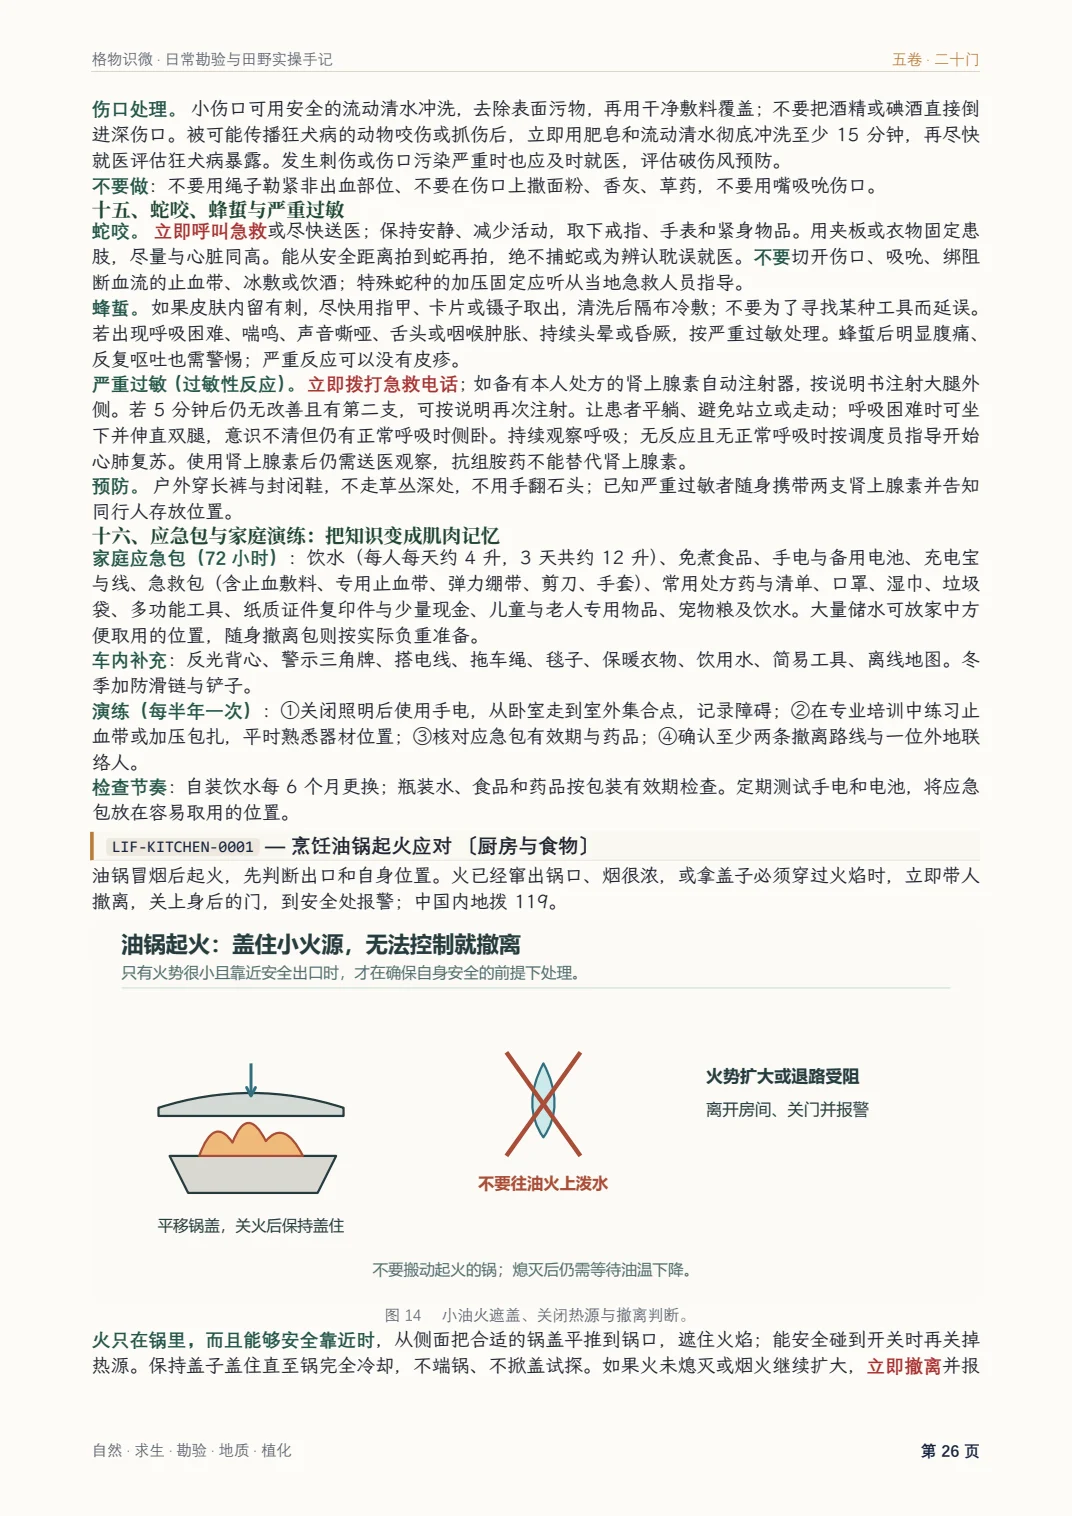 格物识微 · 日常勘验与田野实操手记
五卷 · 二十门
伤口处理。 小伤口可用安全的流动清水冲洗，去除表面污物，再用干净敷料覆盖；不要把酒精或碘酒直接倒
进深伤口。被可能传播狂犬病的动物咬伤或抓伤后，立即用肥皂和流动清水彻底冲洗至少 15 分钟，再尽快
就医评估狂犬病暴露。发生刺伤或伤口污染严重时也应及时就医，评估破伤风预防。
不要做：不要用绳子勒紧非出血部位、不要在伤口上撒面粉、香灰、草药，不要用嘴吸吮伤口。
十五、蛇咬、蜂蜇与严重过敏
蛇咬。 立即呼叫急救或尽快送医；保持安静、减少活动，取下戒指、手表和紧身物品。用夹板或衣物固定患
肢，尽量与心脏同高。能从安全距离拍到蛇再拍，绝不捕蛇或为辨认耽误就医。不要切开伤口、吸吮、绑阻
断血流的止血带、冰敷或饮酒；特殊蛇种的加压固定应听从当地急救人员指导。
蜂蜇。 如果皮肤内留有刺，尽快用指甲、卡片或镊子取出，清洗后隔布冷敷；不要为了寻找某种工具而延误。
若出现呼吸困难、喘鸣、声音嘶哑、舌头或咽喉肿胀、持续头晕或昏厥，按严重过敏处理。蜂蜇后明显腹痛、
反复呕吐也需警惕；严重反应可以没有皮疹。
严重过敏（过敏性反应）。立即拨打急救电话；如备有本人处方的肾上腺素自动注射器，按说明书注射大腿外
侧。若 5 分钟后仍无改善且有第二支，可按说明再次注射。让患者平躺、避免站立或走动；呼吸困难时可坐
下并伸直双腿，意识不清但仍有正常呼吸时侧卧。持续观察呼吸；无反应且无正常呼吸时按调度员指导开始
心肺复苏。使用肾上腺素后仍需送医观察，抗组胺药不能替代肾上腺素。
预防。 户外穿长裤与封闭鞋，不走草丛深处，不用手翻石头；已知严重过敏者随身携带两支肾上腺素并告知
同行人存放位置。
十六、应急包与家庭演练：把知识变成肌肉记忆
家庭应急包（72 小时）：饮水（每人每天约 4 升，3 天共约 12 升）、免煮食品、手电与备用电池、充电宝
与线、急救包（含止血敷料、专用止血带、弹力绷带、剪刀、手套）、常用处方药与清单、口罩、湿巾、垃圾
袋、多功能工具、纸质证件复印件与少量现金、儿童与老人专用物品、宠物粮及饮水。大量储水可放家中方
便取用的位置，随身撤离包则按实际负重准备。
车内补充：反光背心、警示三角牌、搭电线、拖车绳、毯子、保暖衣物、饮用水、简易工具、离线地图。冬
季加防滑链与铲子。
演练（每半年一次）：①关闭照明后使用手电，从卧室走到室外集合点，记录障碍；②在专业培训中练习止
血带或加压包扎，平时熟悉器材位置；③核对应急包有效期与药品；④确认至少两条撤离路线与一位外地联
络人。
检查节奏：自装饮水每 6 个月更换；瓶装水、食品和药品按包装有效期检查。定期测试手电和电池，将应急
包放在容易取用的位置。
LIF-KITCHEN-0001 — 烹饪油锅起火应对 〔厨房与食物〕
油锅冒烟后起火，先判断出口和自身位置。火已经窜出锅口、烟很浓，或拿盖子必须穿过火焰时，立即带人
撤离，关上身后的门，到安全处报警；中国内地拨 119。
油锅起火：盖住小火源，无法控制就撤离
只有火势很小且靠近安全出口时，才在确保自身安全的前提下处理。
火势扩大或退路受阻
离开房间、关门并报警
不要往油火上泼水
平移锅盖，关火后保持盖住
不要搬动起火的锅；熄灭后仍需等待油温下降。
图 14 小油火遮盖、关闭热源与撤离判断。
火只在锅里，而且能够安全靠近时，从侧面把合适的锅盖平推到锅口，遮住火焰；能安全碰到开关时再关掉
热源。保持盖子盖住直至锅完全冷却，不端锅、不掀盖试探。如果火未熄灭或烟火继续扩大，立即撤离并报
自然 · 求生 · 勘验 · 地质 · 植化
第 26 页